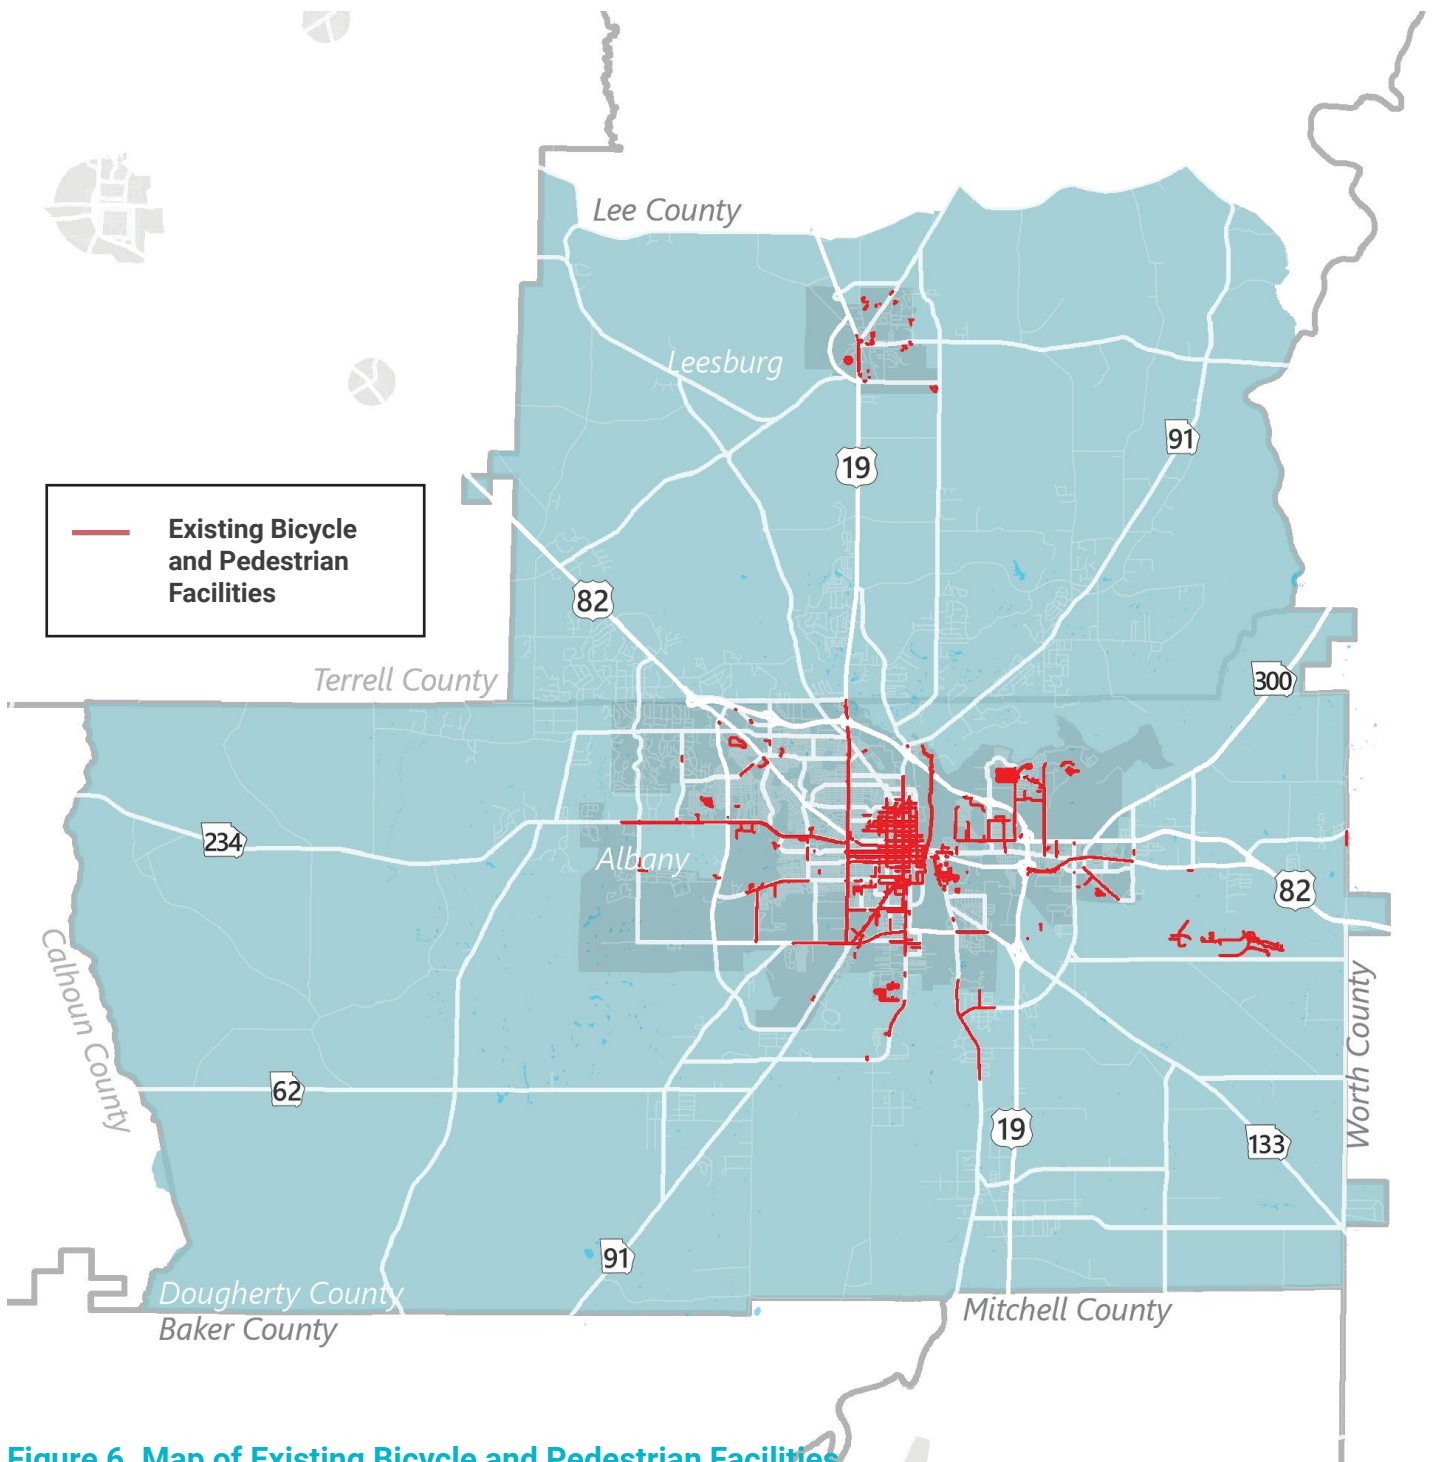 Lee County
Leesburg
91
19
Existing Bicycle
and Pedestrian
Facilities
82
300
Terrell County
234
Albany
82
Calhoun County
Worth County
62
19
133
91
Dougherty County
Baker County
Mitchell County
Figure 6. Map of Existing Bicycle and Pedestrian Facilities